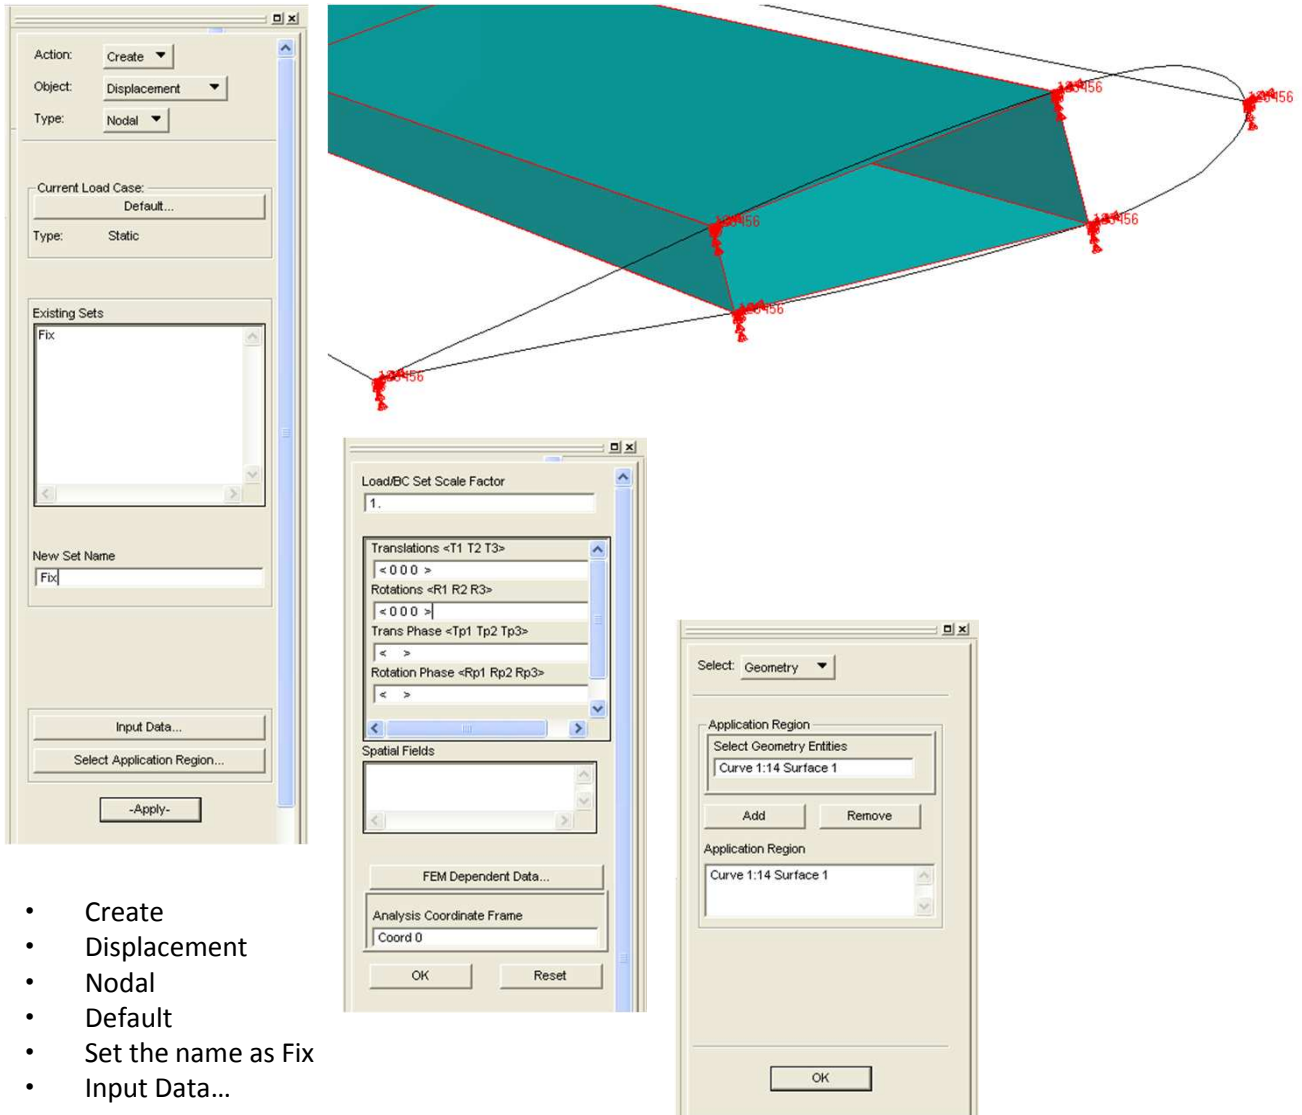 Action:
Create
Object:
Displacement
Type:
Nodal
Current Load Case:
Default...
Type:
Static
Existing Sets
Fix
New Set Name
Fix
Input Data...
Select Application Region...
-Apply-
123456
123456
123456
123456
123456
123456
Load/BC Set Scale Factor
1.
Translations <T1 T2 T3>
< 0 0 0 >
Rotations <R1 R2 R3>
< 0 0 0 >
Trans Phase <Tp1 Tp2 Tp3>
< >
Rotation Phase <Rp1 Rp2 Rp3>
< >
Spatial Fields
FEM Dependent Data...
Analysis Coordinate Frame
Coord 0
OK
Reset
Select:
Geometry
Application Region
Select Geometry Entities
Curve 1:14 Surface 1
Add
Remove
Application Region
Curve 1:14 Surface 1
OK
• Create
• Displacement
• Nodal
• Default
• Set the name as Fix
• Input Data…